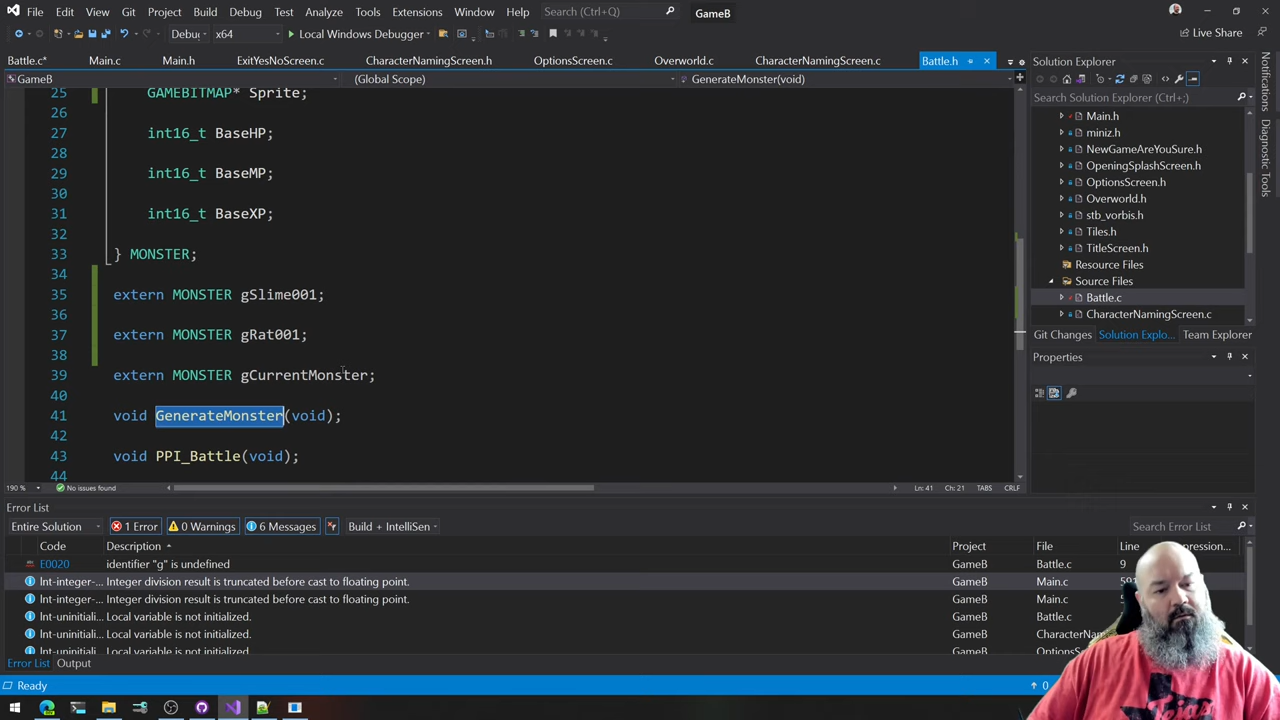 File Edit View Git Project Build Debug Test Analyze Tools Extensions Window Help Search (Ctrl+Q) GameB
Debu x64 Local Windows Debugger Live Share
Battle.c* Main.c Main.h ExitYesNoScreen.c CharacterNamingScreen.h OptionsScreen.c Overworld.c CharacterNamingScreen.c Battle.h
GameB (Global Scope) GenerateMonster(void)
25 GAMEBITMAP* Sprite;
26
27 int16_t BaseHP;
28
29 int16_t BaseMP;
30
31 int16_t BaseXP;
32
33 } MONSTER;
34
35 extern MONSTER gSlime001;
36
37 extern MONSTER gRat001;
38
39 extern MONSTER gCurrentMonster;
40
41 void GenerateMonster(void);
42
43 void PPI_Battle(void);
44
190 % No issues found Ln: 41 Ch: 21 TABS CRLF
Solution Explorer
Search Solution Explorer (Ctrl+;)
Main.h
miniz.h
NewGameAreYouSure.h
OpeningSplashScreen.h
OptionsScreen.h
Overworld.h
stb_vorbis.h
Tiles.h
TitleScreen.h
Resource Files
Source Files
Battle.c
CharacterNamingScreen.c
Git Changes Solution Explo... Team Explorer
Properties
Notifications
Diagnostic Tools
Error List
Entire Solution 1 Error 0 Warnings 6 Messages Build + IntelliSen Search Error List
Code Description Project File Line
E0020 identifier "g" is undefined GameB Battle.c 9
Int-integer-... Integer division result is truncated before cast to floating point. GameB Main.c
Int-integer-... Integer division result is truncated before cast to floating point. GameB Main.c
Int-uninitiali... Local variable is not initialized. GameB Battle.c
Int-uninitiali... Local variable is not initialized. GameB
Int-uninitiali... Local variable is not initialized. GameB
Error List Output
Ready 0